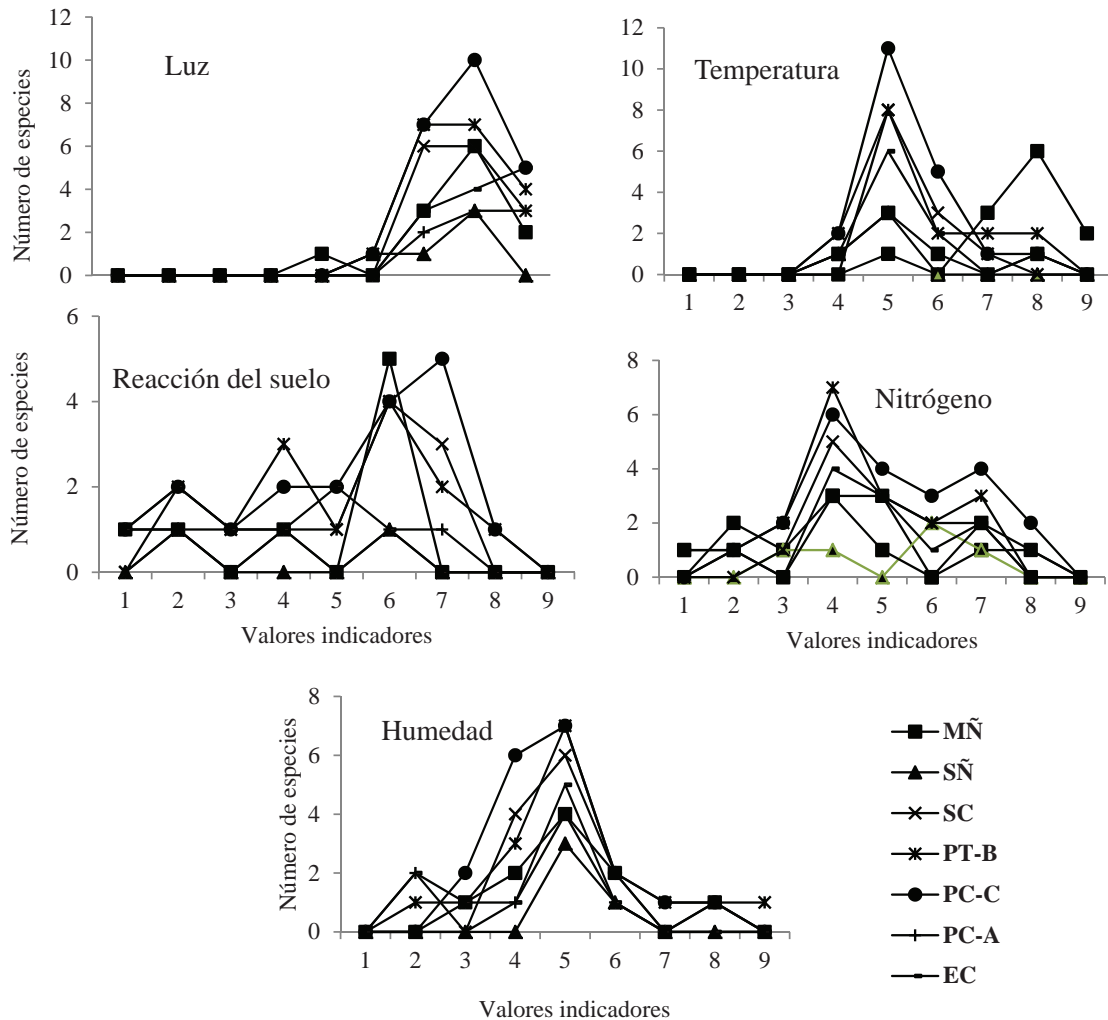 Luz
Número de especies
12
10
8
6
4
2
0
Temperatura
12
10
8
6
4
2
0
1 2 3 4 5 6 7 8 9
Reacción del suelo
Número de especies
6
4
2
0
1 2 3 4 5 6 7 8 9
Valores indicadores
Nitrógeno
8
6
4
2
0
1 2 3 4 5 6 7 8 9
Valores indicadores
Humedad
Número de especies
8
6
4
2
0
1 2 3 4 5 6 7 8 9
Valores indicadores
MÑ
SÑ
SC
PT-B
PC-C
PC-A
EC